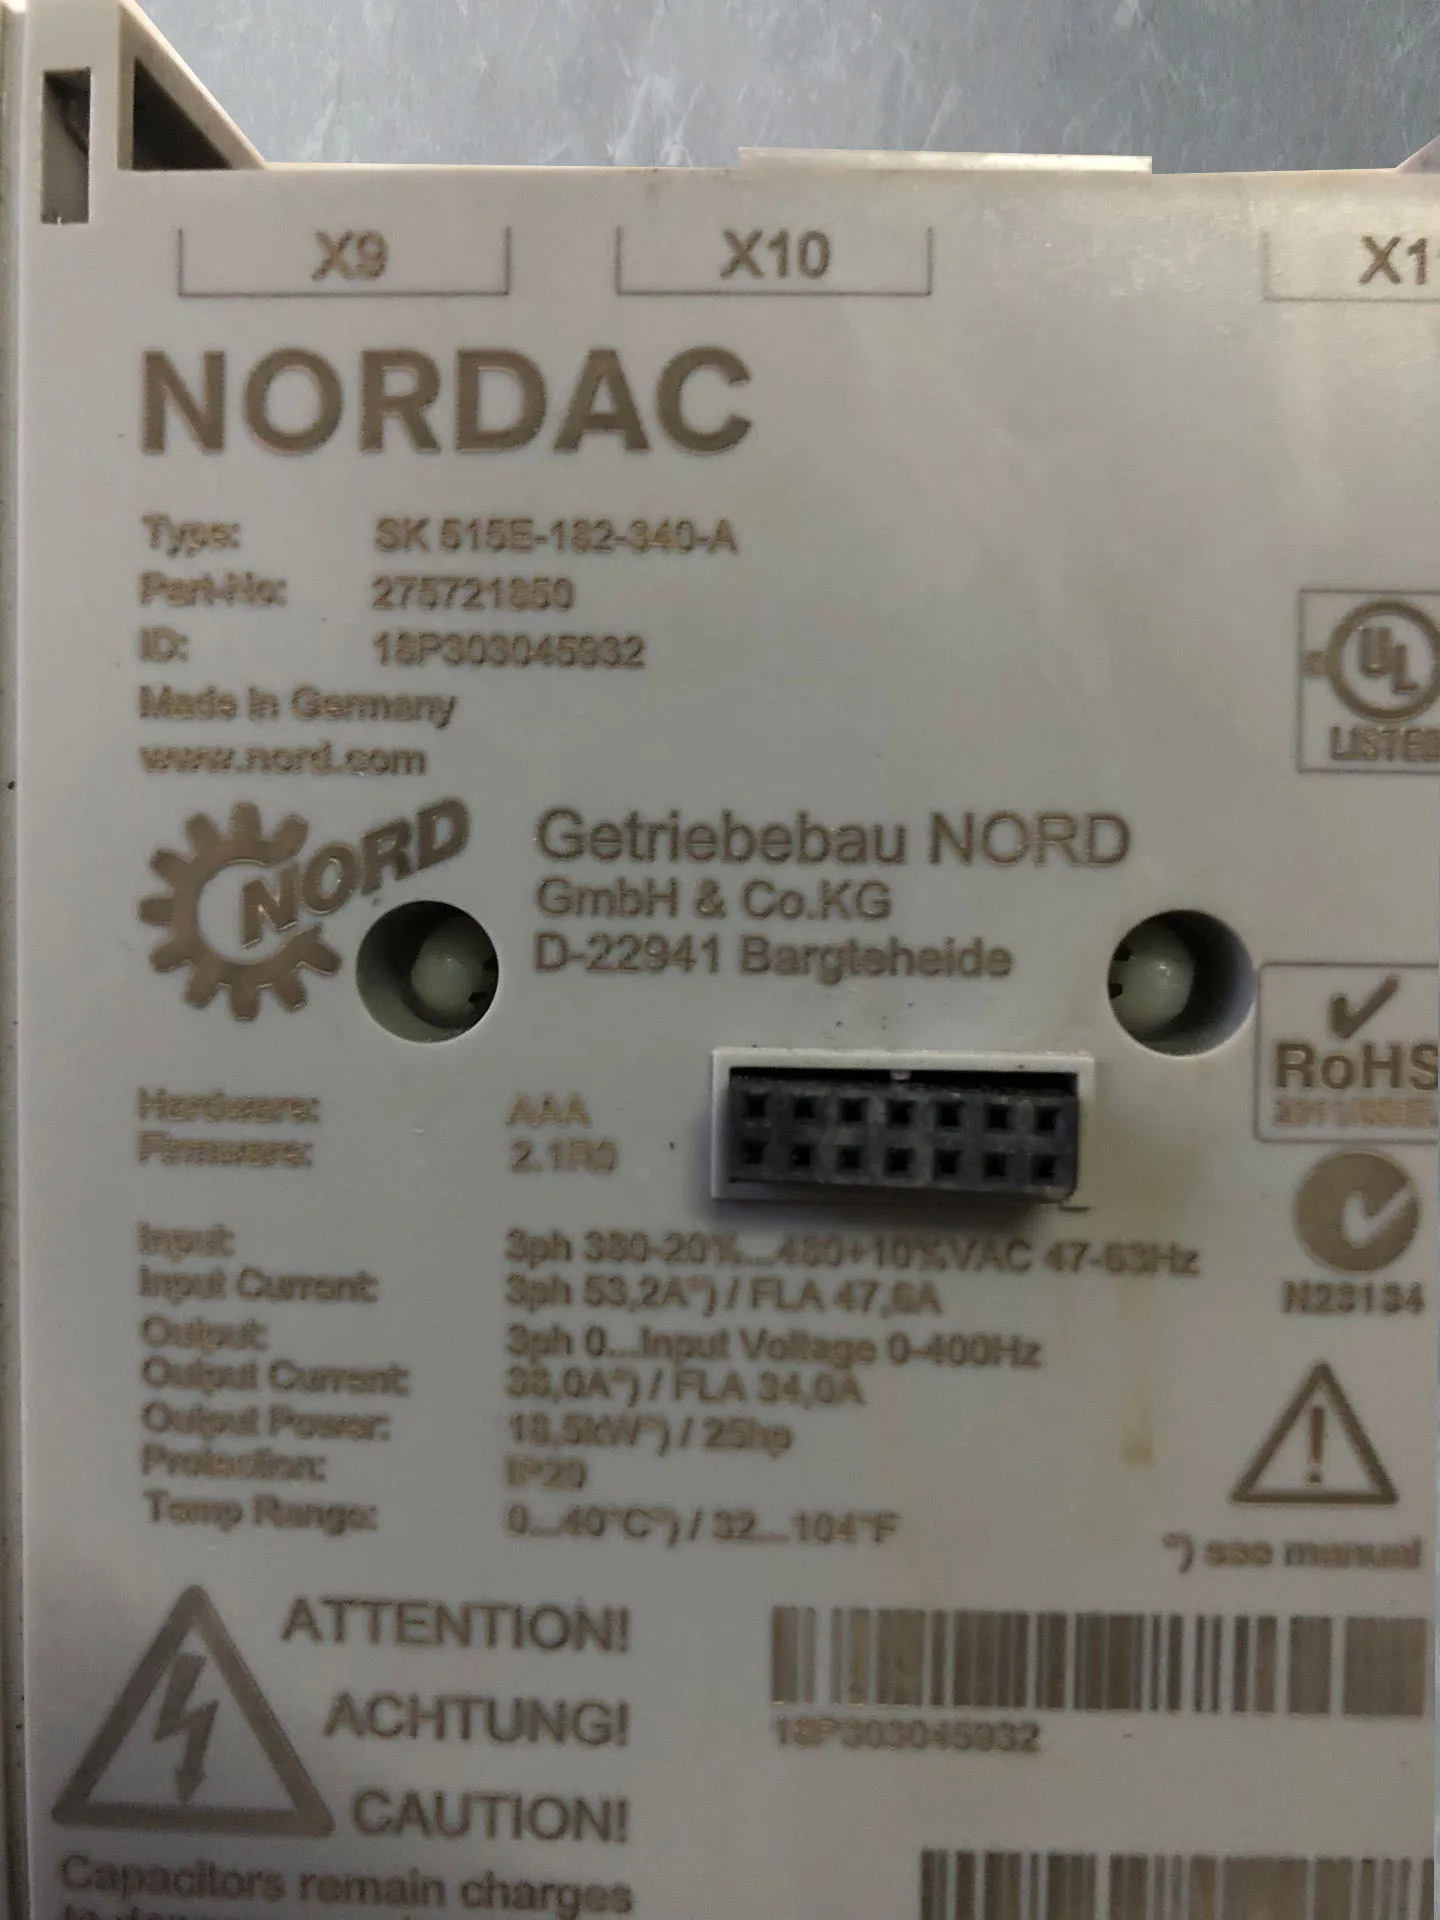 X9 X10 X1
NORDAC
Type: SK 515E-182-340-A
Part-No: 275721850
ID: 18P303045932
Made in Germany
www.nord.com
UL
LISTED
NORD
Getriebebau NORD
GmbH & Co.KG
D-22941 Bargteheide
RoHS
Hardware: AAA
Firmware: 2.1R0
Input: 3ph 380-20%...480+10%VAC 47-63Hz
Input Current: 3ph 53,2A*) / FLA 47,6A
N23134
Output: 3ph 0...Input Voltage 0-400Hz
Output Current: 38,0A*) / FLA 34,0A
Output Power: 18,5kW*) / 25hp
Protection: IP20
Temp Range: 0...40°C*) / 32...104°F
*) see manual
ATTENTION!
ACHTUNG!
CAUTION!
18P303045932
Capacitors remain charges